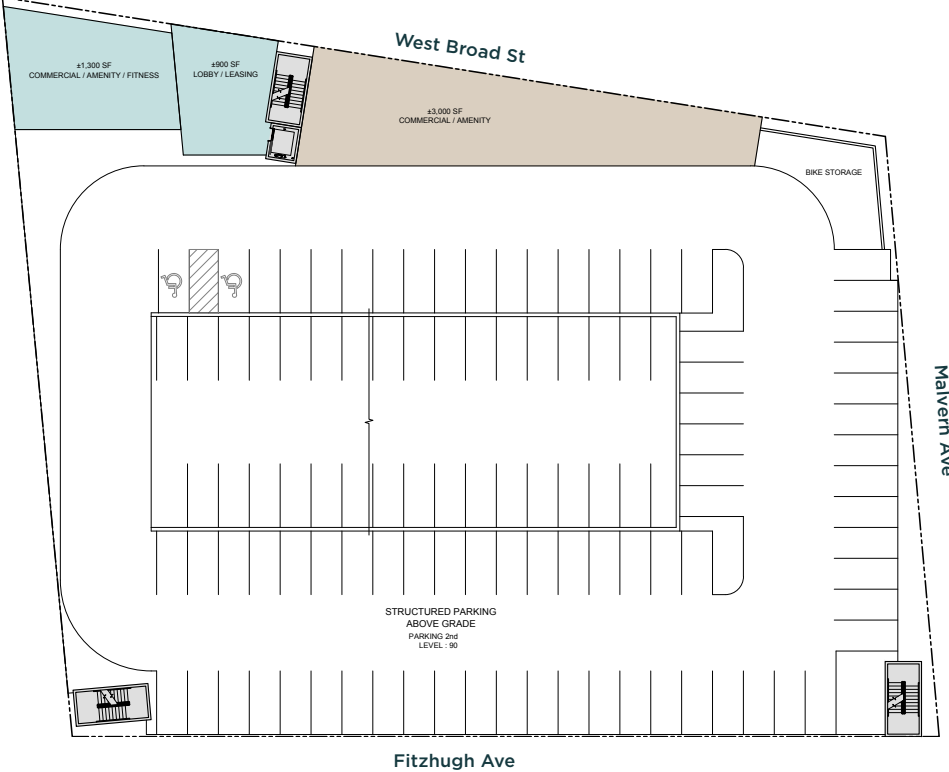 West Broad St
±1,300 SF
COMMERCIAL / AMENITY / FITNESS
±900 SF
LOBBY / LEASING
±3,000 SF
COMMERCIAL / AMENITY
BIKE STORAGE
Malvern Ave
STRUCTURED PARKING
ABOVE GRADE
PARKING 2nd
LEVEL : 90
Fitzhugh Ave